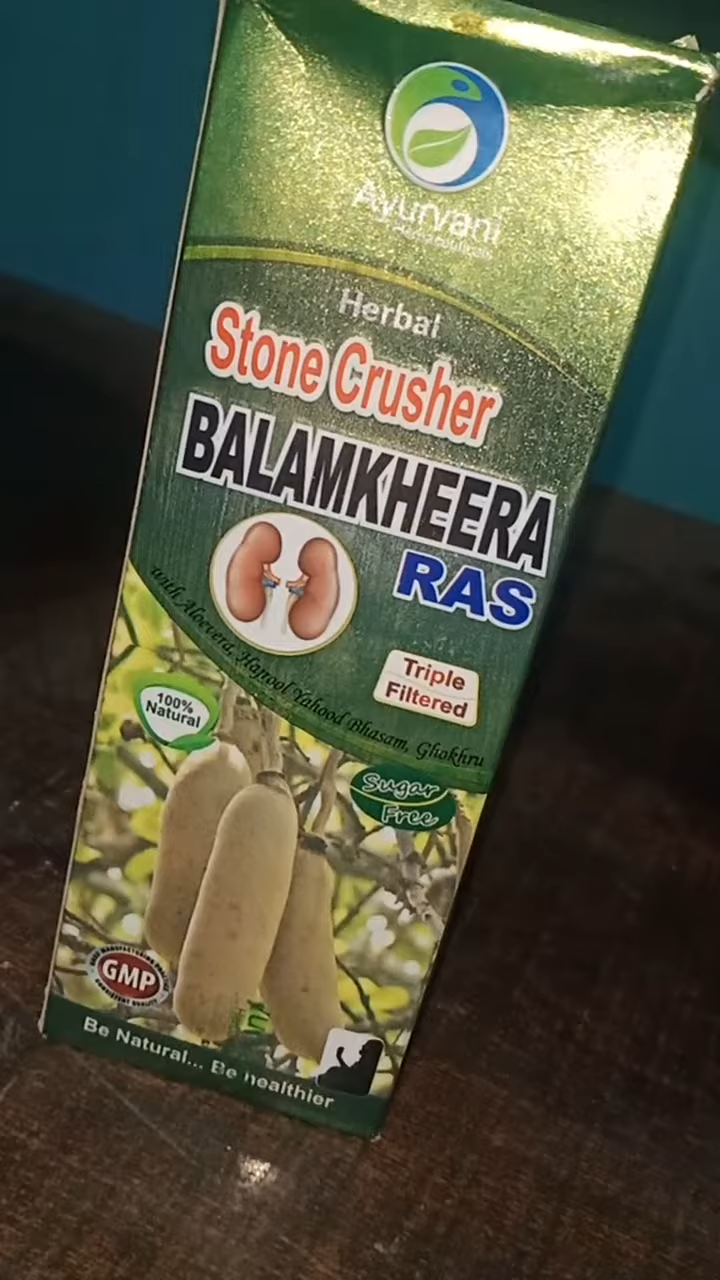 Ayurvani
Herbal
Stone Crusher
BALAMKHEERA
RAS
with Aloevera, Hajrool Yahood Bhasam, Ghokhru
Triple
Filtered
100%
Natural
Sugar
Free
GMP
Be Natural... Be healthier